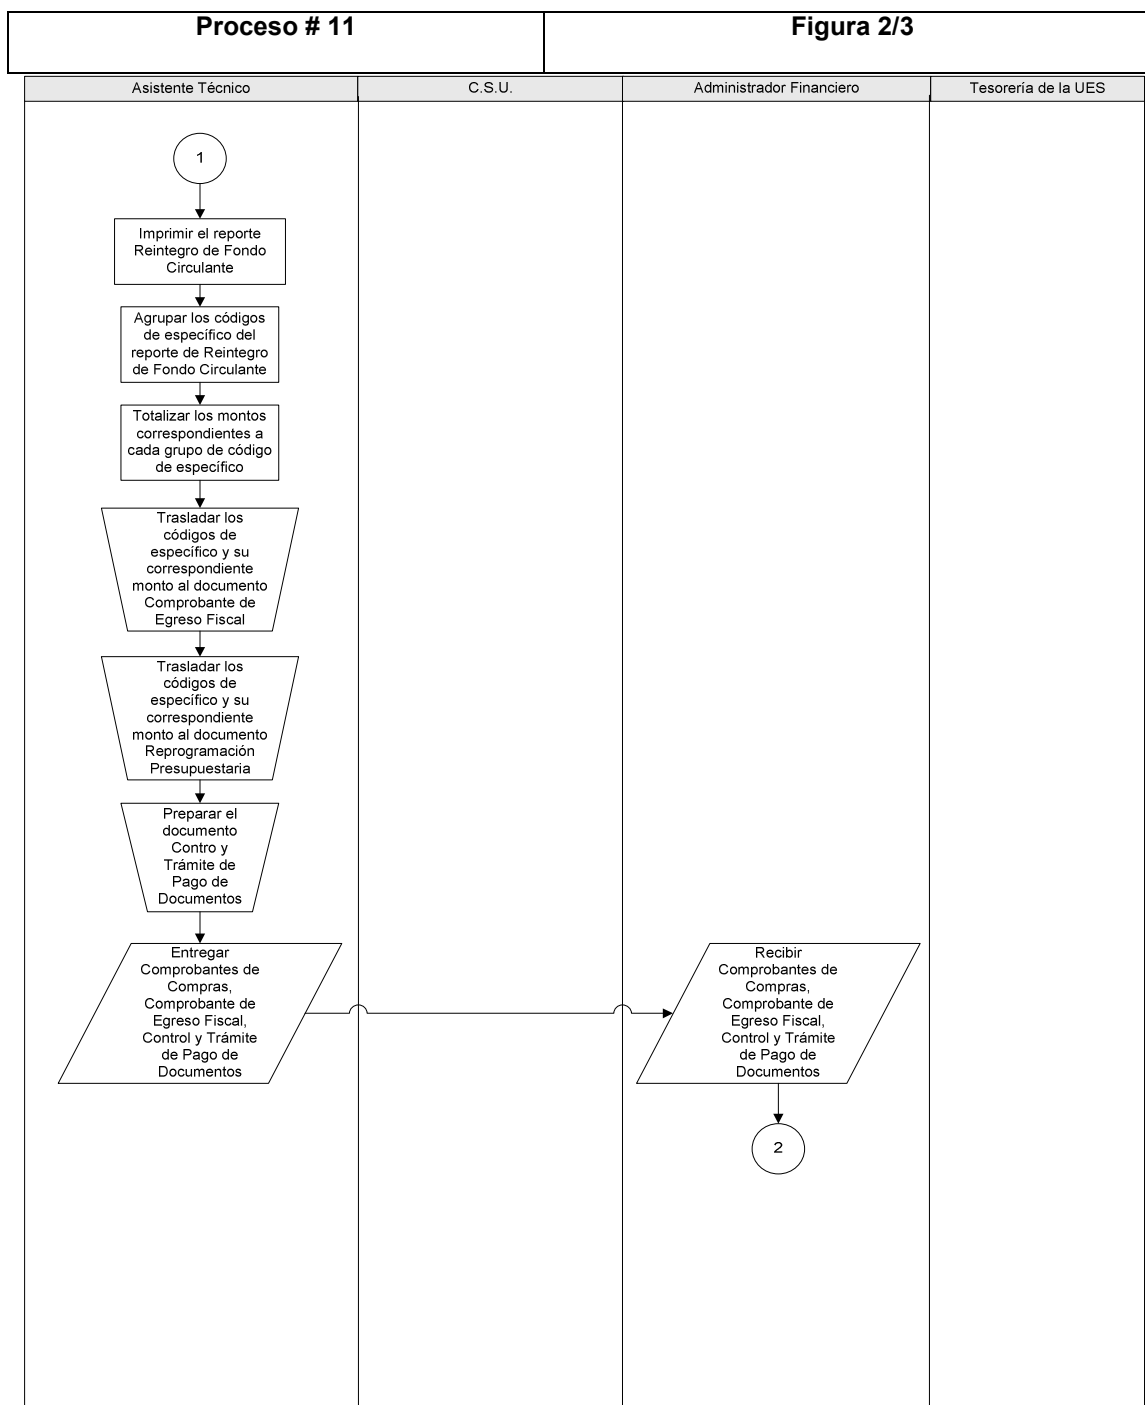 Proceso # 11
Figura 2/3
Asistente Técnico
C.S.U.
Administrador Financiero
Tesorería de la UES
1
Imprimir el reporte
Reintegro de Fondo
Circulante
Agrupar los códigos
de específico del
reporte de Reintegro
de Fondo Circulante
Totalizar los montos
correspondientes a
cada grupo de código
de específico
Trasladar los
códigos de
específico y su
correspondiente
monto al documento
Comprobante de
Egreso Fiscal
Trasladar los
códigos de
específico y su
correspondiente
monto al documento
Reprogramación
Presupuestaria
Preparar el
documento
Contro y
Trámite de
Pago de
Documentos
Entregar
Comprobantes de
Compras,
Comprobante de
Egreso Fiscal,
Control y Trámite
de Pago de
Documentos
Recibir
Comprobantes de
Compras,
Comprobante de
Egreso Fiscal,
Control y Trámite
de Pago de
Documentos
2